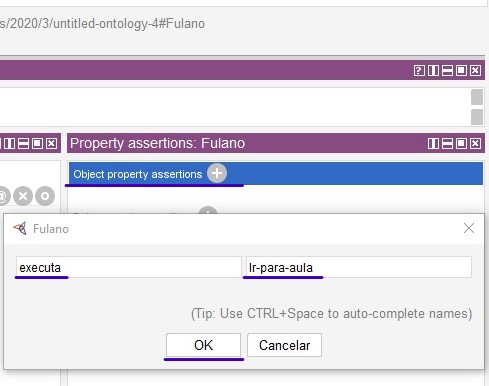 s/2020/3/untitled-ontology-4#Fulano
Property assertions: Fulano
Object property assertions
Fulano
executa
Ir-para-aula
(Tip: Use CTRL+Space to auto-complete names)
OK
Cancelar